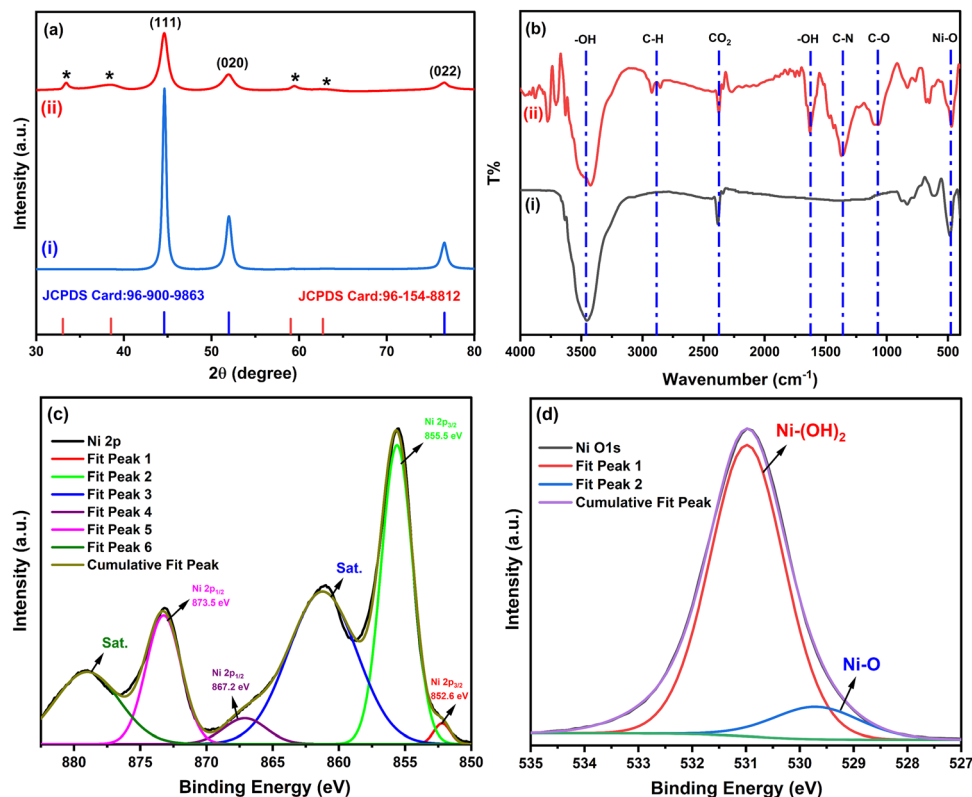 (a)
(111)
(020)
(022)
*
*
*
*
(ii)
(i)
JCPDS Card:96-900-9863
JCPDS Card:96-154-8812
Intensity (a.u.)
30 40 50 60 70 80
2θ (degree)
(b)
-OH C-H CO₂ -OH C-N C-O Ni-O
(ii)
(i)
T%
4000 3500 3000 2500 2000 1500 1000 500
Wavenumber (cm⁻¹)
(c)
Ni 2p
Fit Peak 1
Fit Peak 2
Fit Peak 3
Fit Peak 4
Fit Peak 5
Fit Peak 6
Cumulative Fit Peak
Ni 2p₃/₂
855.5 eV
Sat.
Ni 2p₁/₂
873.5 eV
Sat.
Ni 2p₁/₂
867.2 eV
Ni 2p₃/₂
852.6 eV
Intensity (a.u.)
880 875 870 865 860 855 850
Binding Energy (eV)
(d)
Ni O1s
Fit Peak 1
Fit Peak 2
Cumulative Fit Peak
Ni-(OH)₂
Ni-O
Intensity (a.u.)
535 534 533 532 531 530 529 528 527
Binding Energy (eV)